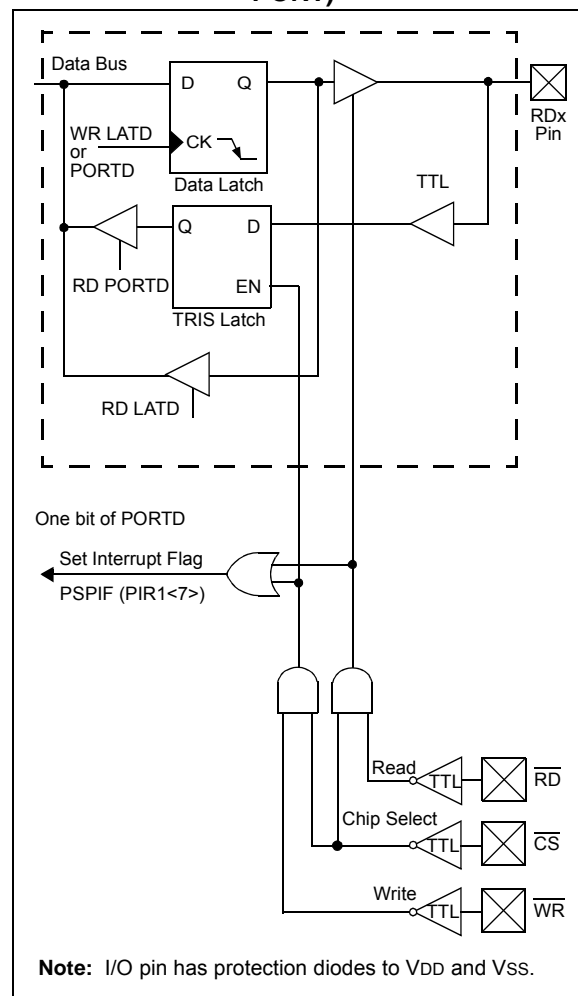 PORT)
Data Bus
D Q
WR LATD
or
PORTD
CK
Data Latch
RDx
Pin
TTL
Q D
RD PORTD
EN
TRIS Latch
RD LATD
One bit of PORTD
Set Interrupt Flag
PSPIF (PIR1<7>)
Read
TTL
RD
Chip Select
TTL
CS
Write
TTL
WR
Note: I/O pin has protection diodes to VDD and VSS.